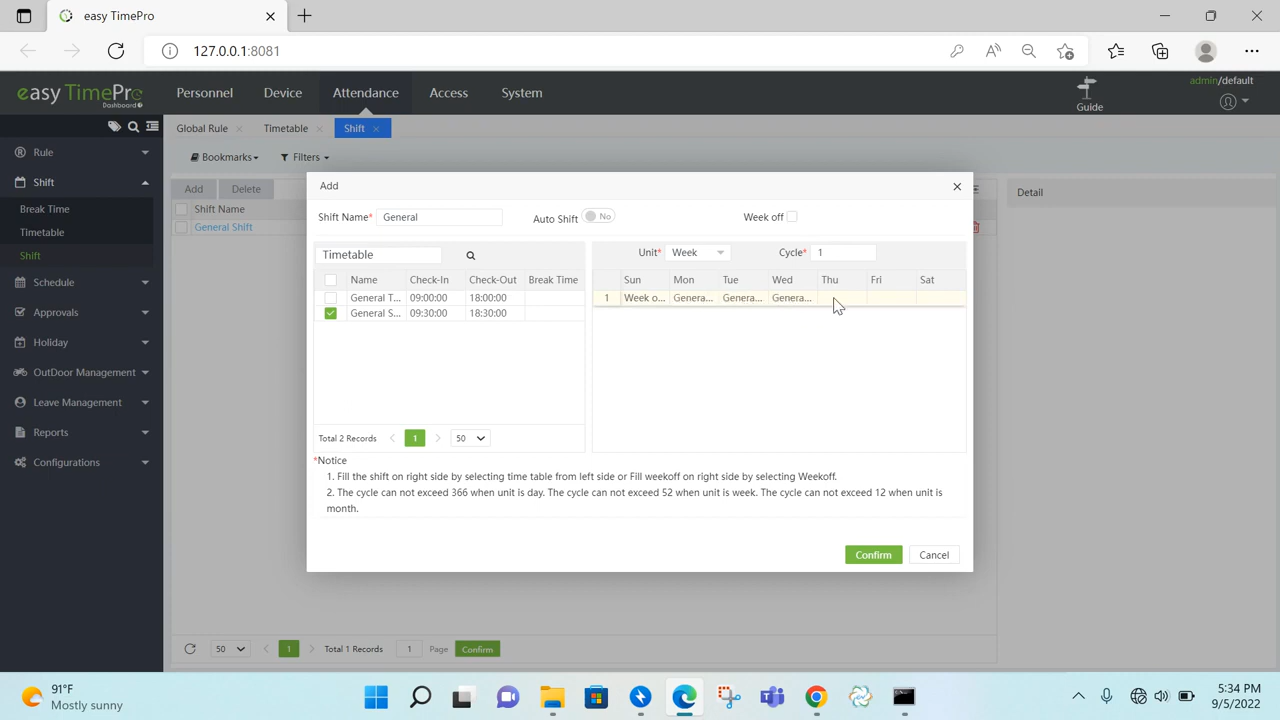 easy TimePro
127.0.0.1:8081
easy TimePro
Dashboard
Personnel
Device
Attendance
Access
System
Guide
admin/default
Global Rule
Timetable
Shift
Rule
Shift
Break Time
Timetable
Shift
Schedule
Approvals
Holiday
OutDoor Management
Leave Management
Reports
Configurations
Bookmarks
Filters
Add
Delete
Shift Name
General Shift
Detail
Add
Shift Name* General
Auto Shift No
Week off
Timetable
Unit* Week
Cycle* 1
Name Check-In Check-Out Break Time
General T... 09:00:00 18:00:00
General S... 09:30:00 18:30:00
Sun Mon Tue Wed Thu Fri Sat
1 Week o... Genera... Genera... Genera...
Total 2 Records 1 50
*Notice
1. Fill the shift on right side by selecting time table from left side or Fill weekoff on right side by selecting Weekoff.
2. The cycle can not exceed 366 when unit is day. The cycle can not exceed 52 when unit is week. The cycle can not exceed 12 when unit is
month.
Confirm
Cancel
50 1 Total 1 Records 1 Page Confirm
91°F
Mostly sunny
5:34 PM
9/5/2022